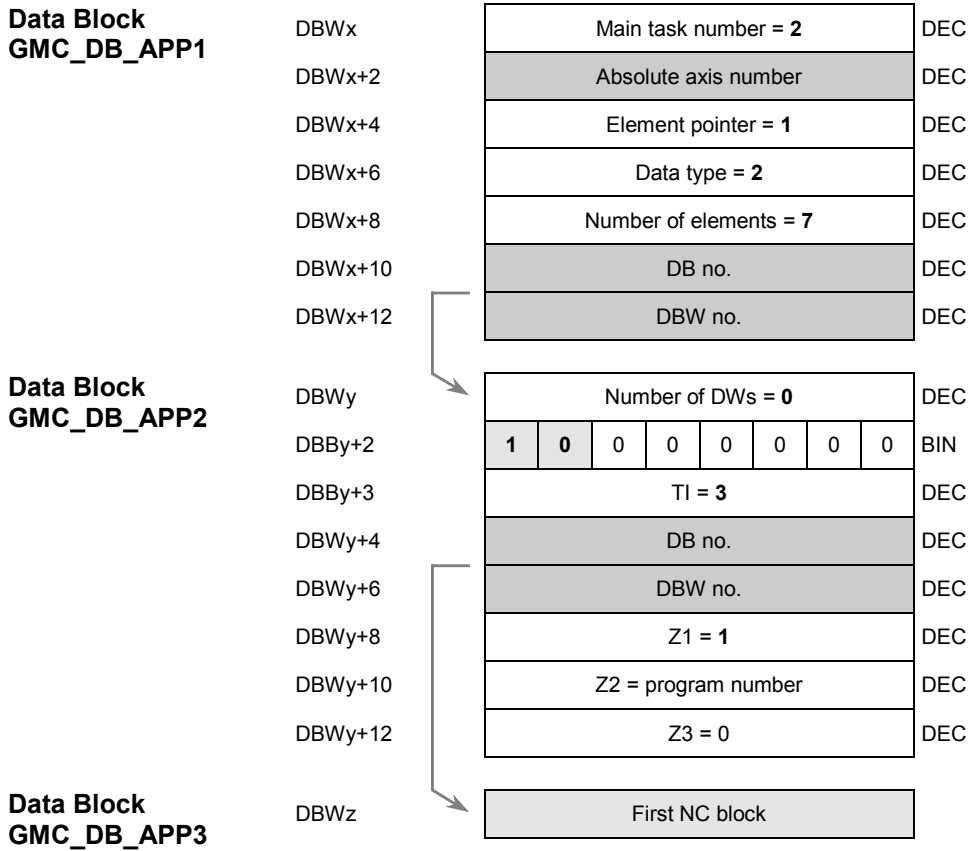 Data Block
GMC_DB_APP1
DBWx Main task number = 2 DEC
DBWx+2 Absolute axis number DEC
DBWx+4 Element pointer = 1 DEC
DBWx+6 Data type = 2 DEC
DBWx+8 Number of elements = 7 DEC
DBWx+10 DB no. DEC
DBWx+12 DBW no. DEC
Data Block
GMC_DB_APP2
DBWy Number of DWs = 0 DEC
DBBy+2 1 0 0 0 0 0 0 0 BIN
DBBy+3 TI = 3 DEC
DBWy+4 DB no. DEC
DBWy+6 DBW no. DEC
DBWy+8 Z1 = 1 DEC
DBWy+10 Z2 = program number DEC
DBWy+12 Z3 = 0 DEC
Data Block
GMC_DB_APP3
DBWz First NC block